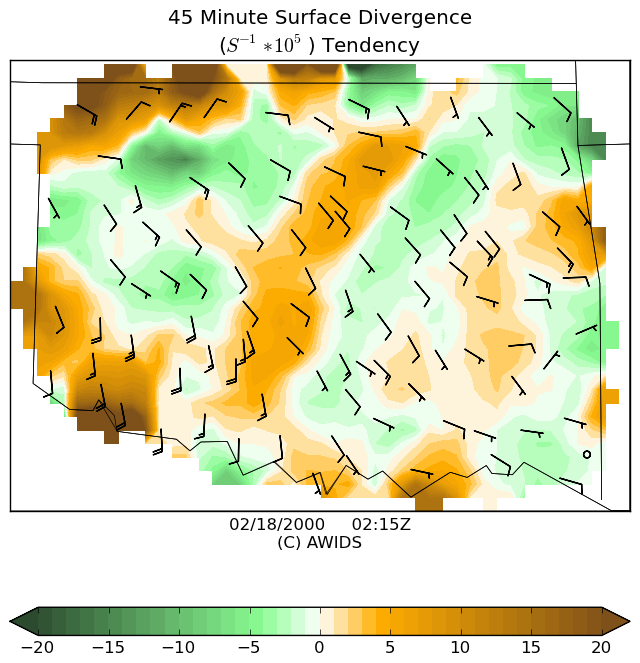 45 Minute Surface Divergence
(S⁻¹ *10⁵ ) Tendency
02/18/2000 02:15Z
(C) AWIDS
−20 −15 −10 −5 0 5 10 15 20